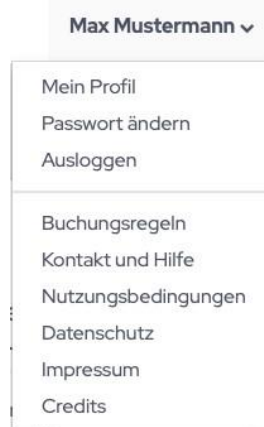 Max Mustermann
Mein Profil
Passwort ändern
Ausloggen
Buchungsregeln
Kontakt und Hilfe
Nutzungsbedingungen
Datenschutz
Impressum
Credits